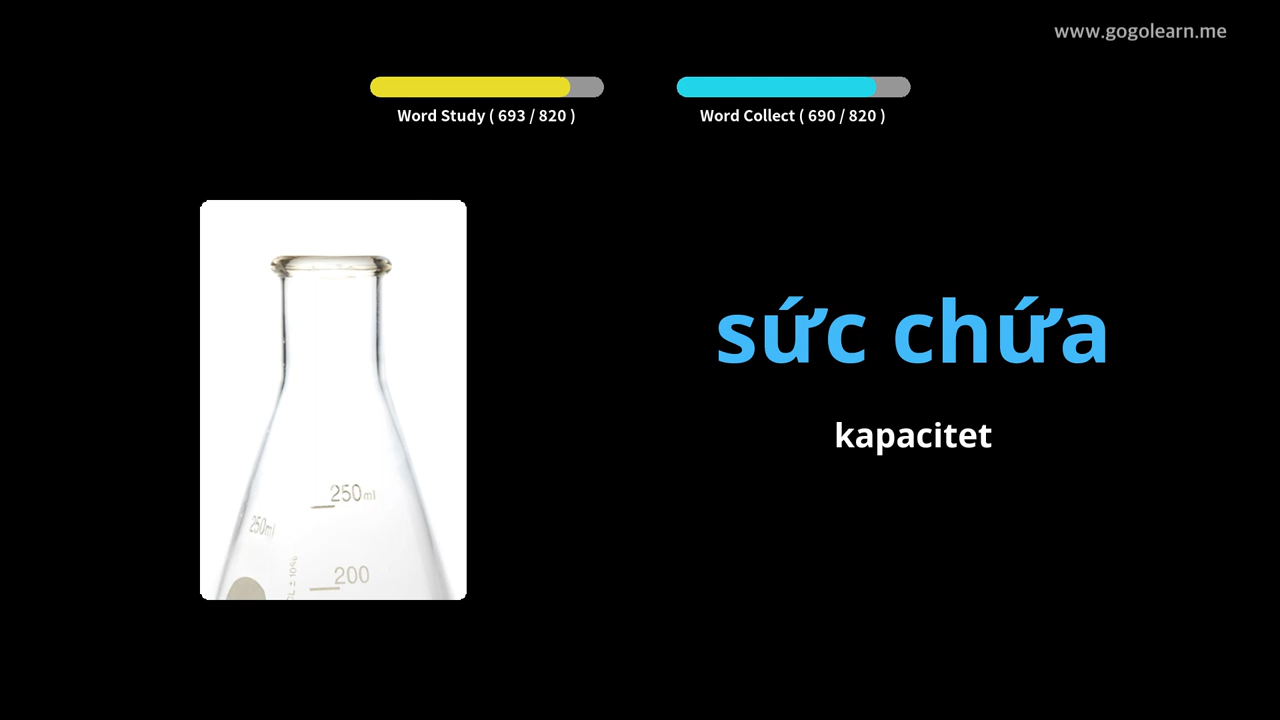 www.gogolearn.me
Word Study ( 693 / 820 )
Word Collect ( 690 / 820 )
sức chứa
kapacitet
250ml
250ml
200